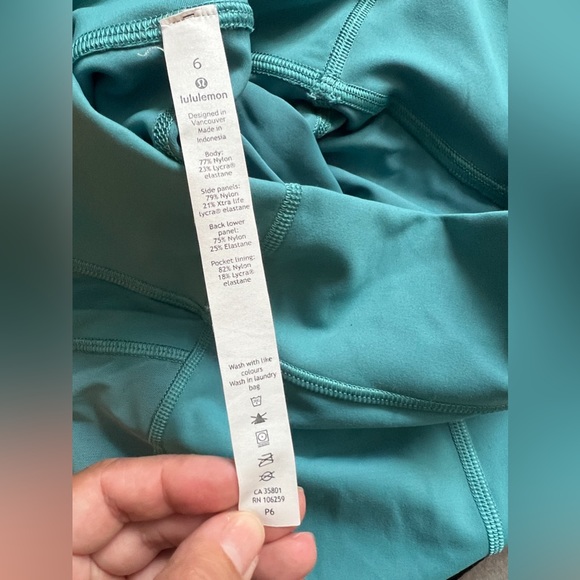 6
lululemon
Designed in
Vancouver
Made in
Indonesia
Body:
77% Nylon
23% Lycra®
elastane
Side panels:
79% Nylon
21% Xtra life
Lycra® elastane
Back lower
panel:
75% Nylon
25% Elastane
Pocket lining:
82% Nylon
18% Lycra®
elastane
Wash with like
colours
Wash in laundry
bag
CA 35801
RN 106259
P6